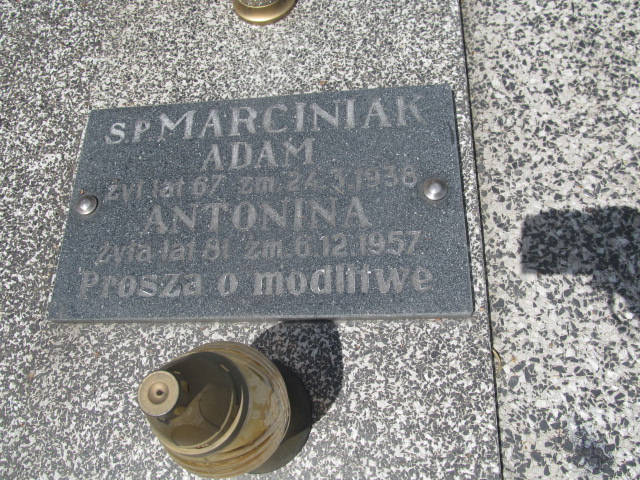 S.P MARCINIAK
ADAM
żył lat 67 zm. 24.3.1938
ANTONINA
żyła lat 81 zm. 6.12.1957
Proszą o modlitwę